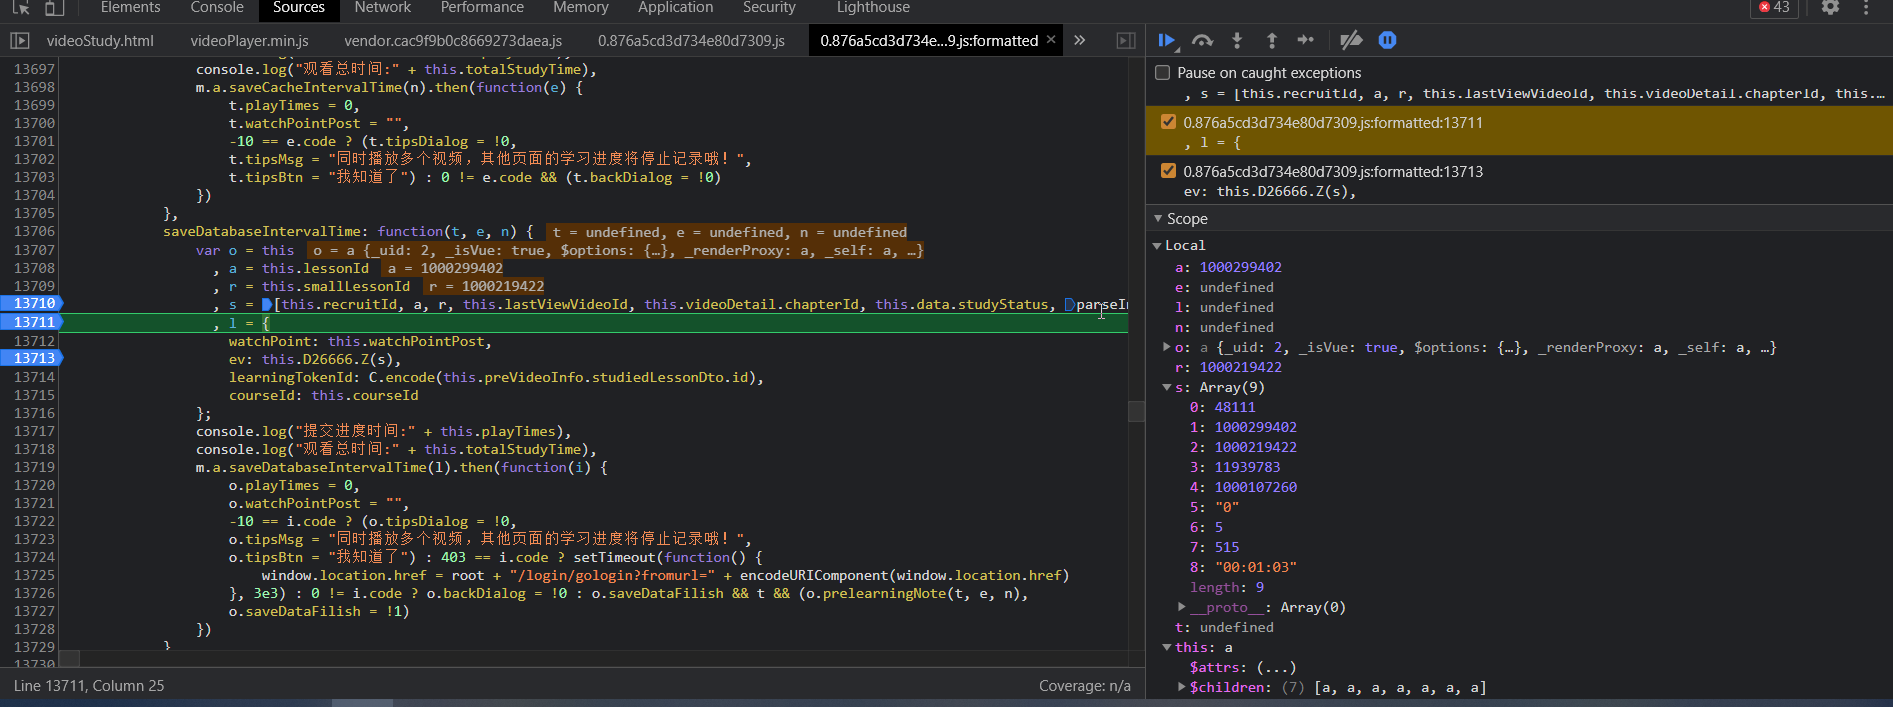 Elements Console Sources Network Performance Memory Application Security Lighthouse 43
videoStudy.html videoPlayer.min.js vendor.cac9f9b0c8669273daea.js 0.876a5cd3d734e80d7309.js 0.876a5cd3d734e...9.js:formatted × »
13697 console.log("观看总时间:" + this.totalStudyTime),
13698 m.a.saveCacheIntervalTime(n).then(function(e) {
13699 t.playTimes = 0,
13700 t.watchPointPost = "",
13701 -10 == e.code ? (t.tipsDialog = !0,
13702 t.tipsMsg = "同时播放多个视频，其他页面的学习进度将停止记录哦！",
13703 t.tipsBtn = "我知道了") : 0 != e.code && (t.backDialog = !0)
13704 })
13705 },
13706 saveDatabaseIntervalTime: function(t, e, n) { t = undefined, e = undefined, n = undefined
13707 var o = this o = a {_uid: 2, _isVue: true, $options: {…}, _renderProxy: a, _self: a, …}
13708 , a = this.lessonId a = 1000299402
13709 , r = this.smallLessonId r = 1000219422
13710 , s = [this.recruitId, a, r, this.lastViewVideoId, this.videoDetail.chapterId, this.data.studyStatus, parseI
13711 , l = {
13712 watchPoint: this.watchPointPost,
13713 ev: this.D26666.Z(s),
13714 learningTokenId: C.encode(this.preVideoInfo.studiedLessonDto.id),
13715 courseId: this.courseId
13716 };
13717 console.log("提交进度时间:" + this.playTimes),
13718 console.log("观看总时间:" + this.totalStudyTime),
13719 m.a.saveDatabaseIntervalTime(l).then(function(i) {
13720 o.playTimes = 0,
13721 o.watchPointPost = "",
13722 -10 == i.code ? (o.tipsDialog = !0,
13723 o.tipsMsg = "同时播放多个视频，其他页面的学习进度将停止记录哦！",
13724 o.tipsBtn = "我知道了") : 403 == i.code ? setTimeout(function() {
13725 window.location.href = root + "/login/gologin?fromurl=" + encodeURIComponent(window.location.href)
13726 }, 3e3) : 0 != i.code ? o.backDialog = !0 : o.saveDataFilish && t && (o.prelearningNote(t, e, n),
13727 o.saveDataFilish = !1)
13728 })
13729 }
13730
Line 13711, Column 25 Coverage: n/a
Pause on caught exceptions
, s = [this.recruitId, a, r, this.lastViewVideoId, this.videoDetail.chapterId, this.…
0.876a5cd3d734e80d7309.js:formatted:13711
, l = {
0.876a5cd3d734e80d7309.js:formatted:13713
ev: this.D26666.Z(s),
Scope
Local
a: 1000299402
e: undefined
l: undefined
n: undefined
o: a {_uid: 2, _isVue: true, $options: {…}, _renderProxy: a, _self: a, …}
r: 1000219422
s: Array(9)
0: 48111
1: 1000299402
2: 1000219422
3: 11939783
4: 1000107260
5: "0"
6: 5
7: 515
8: "00:01:03"
length: 9
__proto__: Array(0)
t: undefined
this: a
$attrs: (...)
$children: (7) [a, a, a, a, a, a, a]